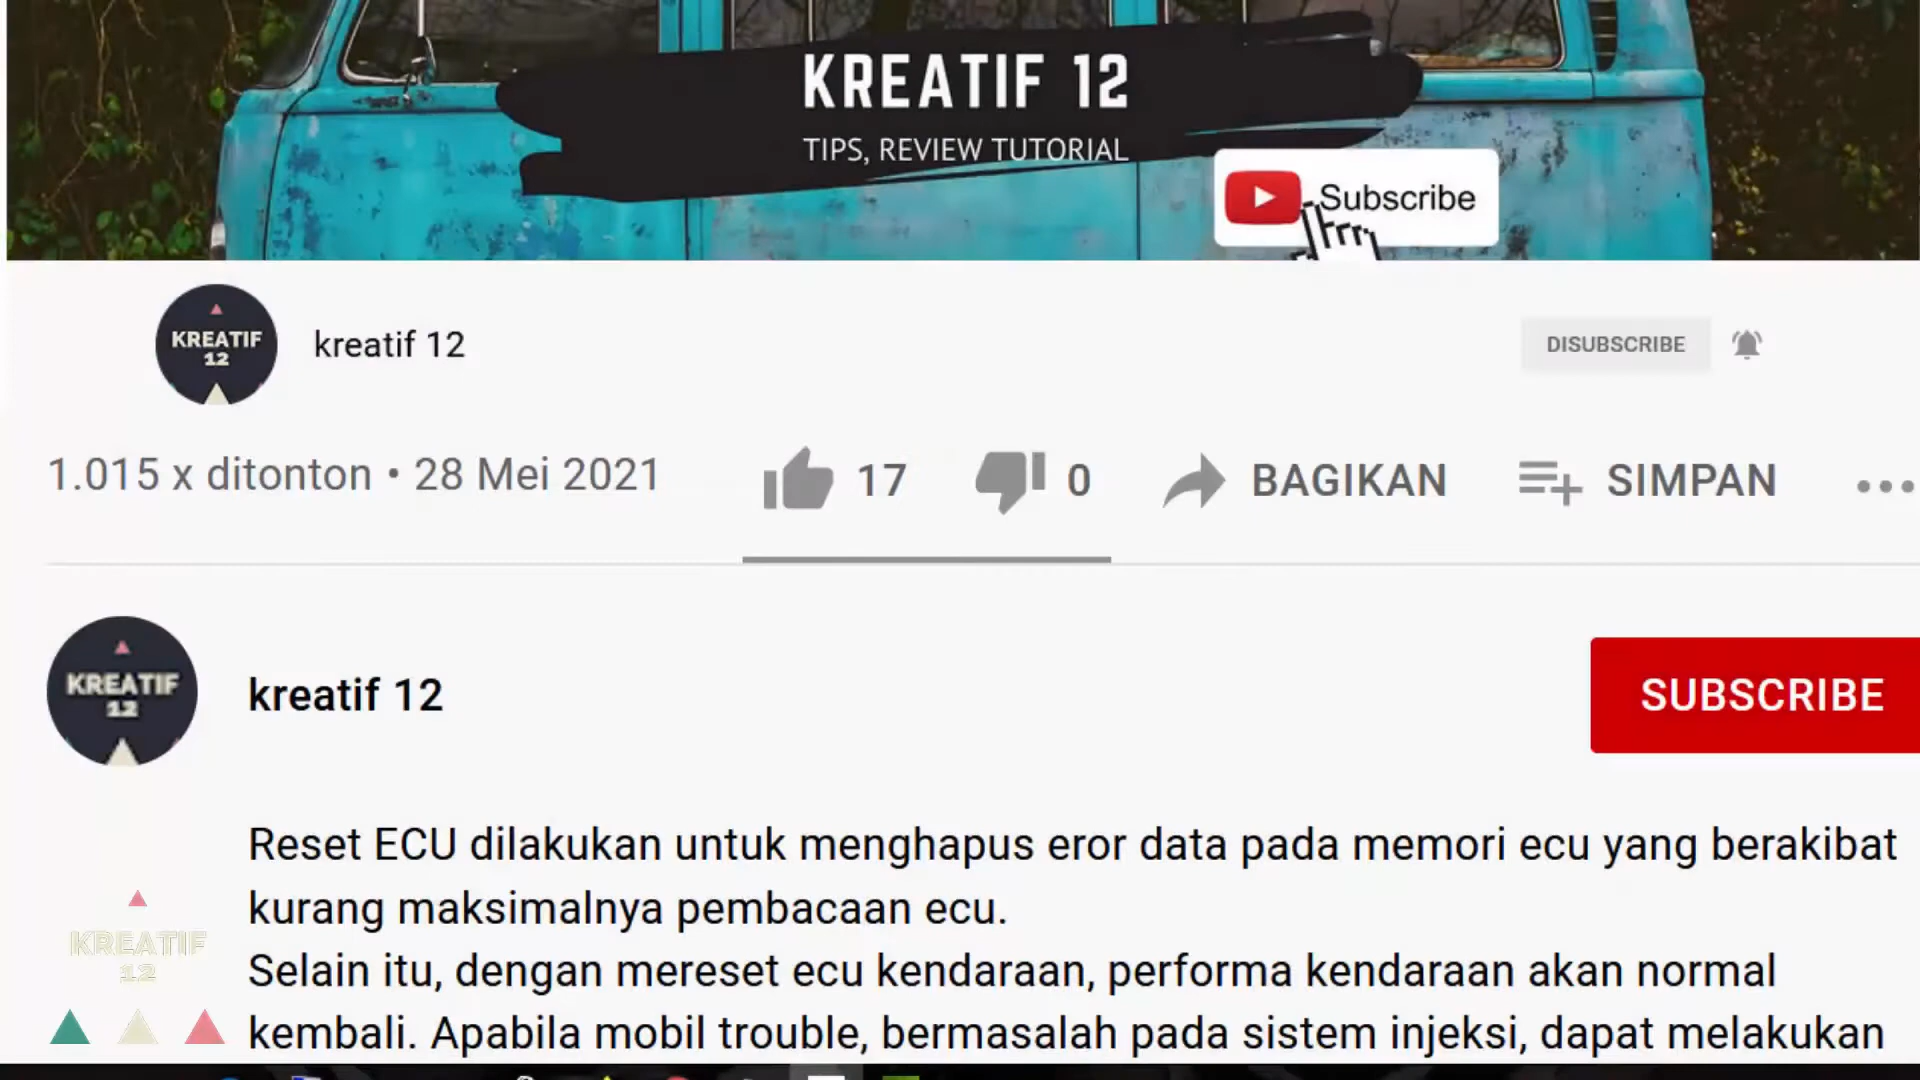 KREATIF 12
TIPS, REVIEW TUTORIAL
Subscribe
KREATIF
12
kreatif 12
DISUBSCRIBE
1.015 x ditonton • 28 Mei 2021
17
0
BAGIKAN
SIMPAN
KREATIF
12
kreatif 12
SUBSCRIBE
Reset ECU dilakukan untuk menghapus eror data pada memori ecu yang berakibat
kurang maksimalnya pembacaan ecu.
Selain itu, dengan mereset ecu kendaraan, performa kendaraan akan normal
kembali. Apabila mobil trouble, bermasalah pada sistem injeksi, dapat melakukan
KREATIF
12